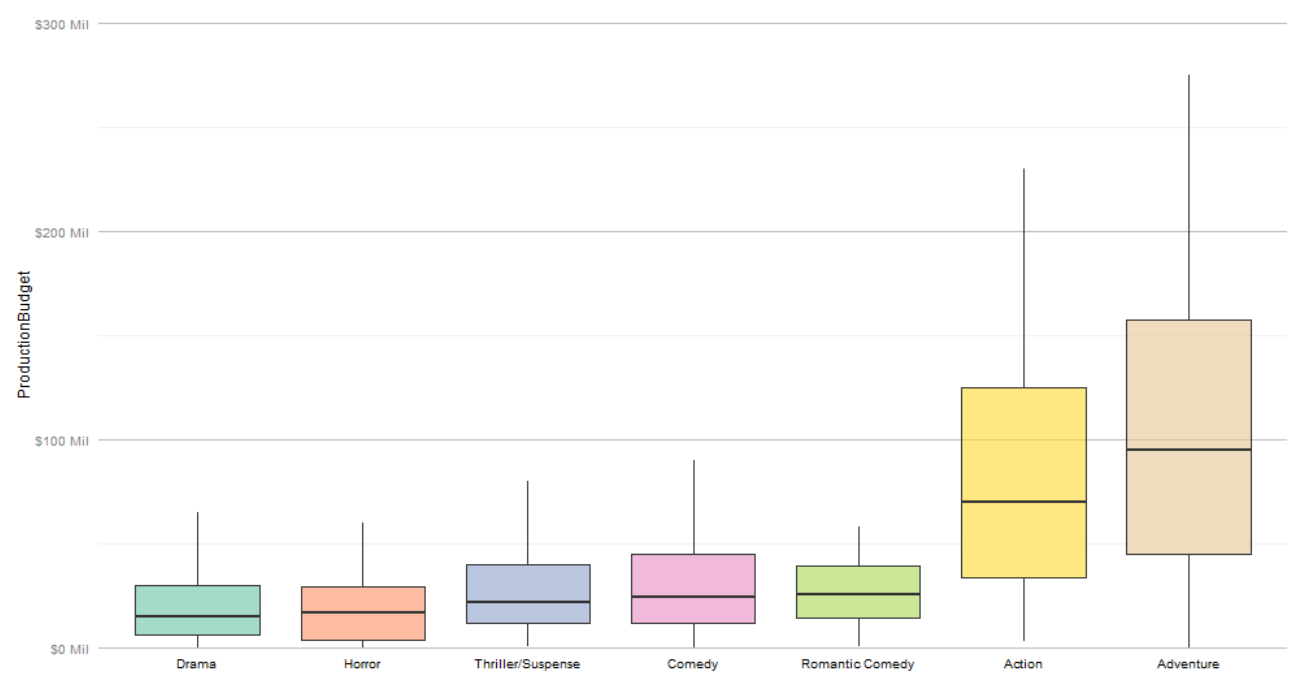 $300 Mil
$200 Mil
$100 Mil
$0 Mil
ProductionBudget
Drama
Horror
Thriller/Suspense
Comedy
Romantic Comedy
Action
Adventure